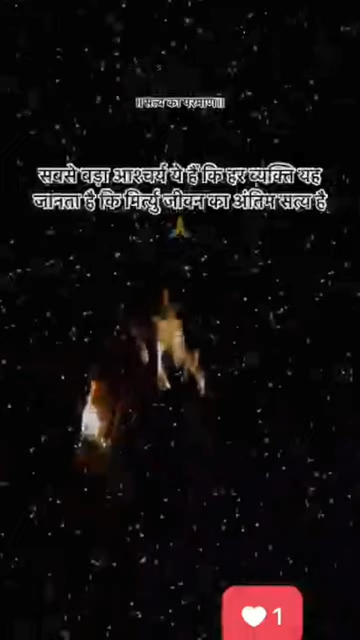 ॥सत्य का परमाण॥
सबसे बड़ा आश्चर्य ये हैं कि हर व्यक्ति यह
जानता है कि मिर्त्यु जीवन का अंतिम सत्य है
1